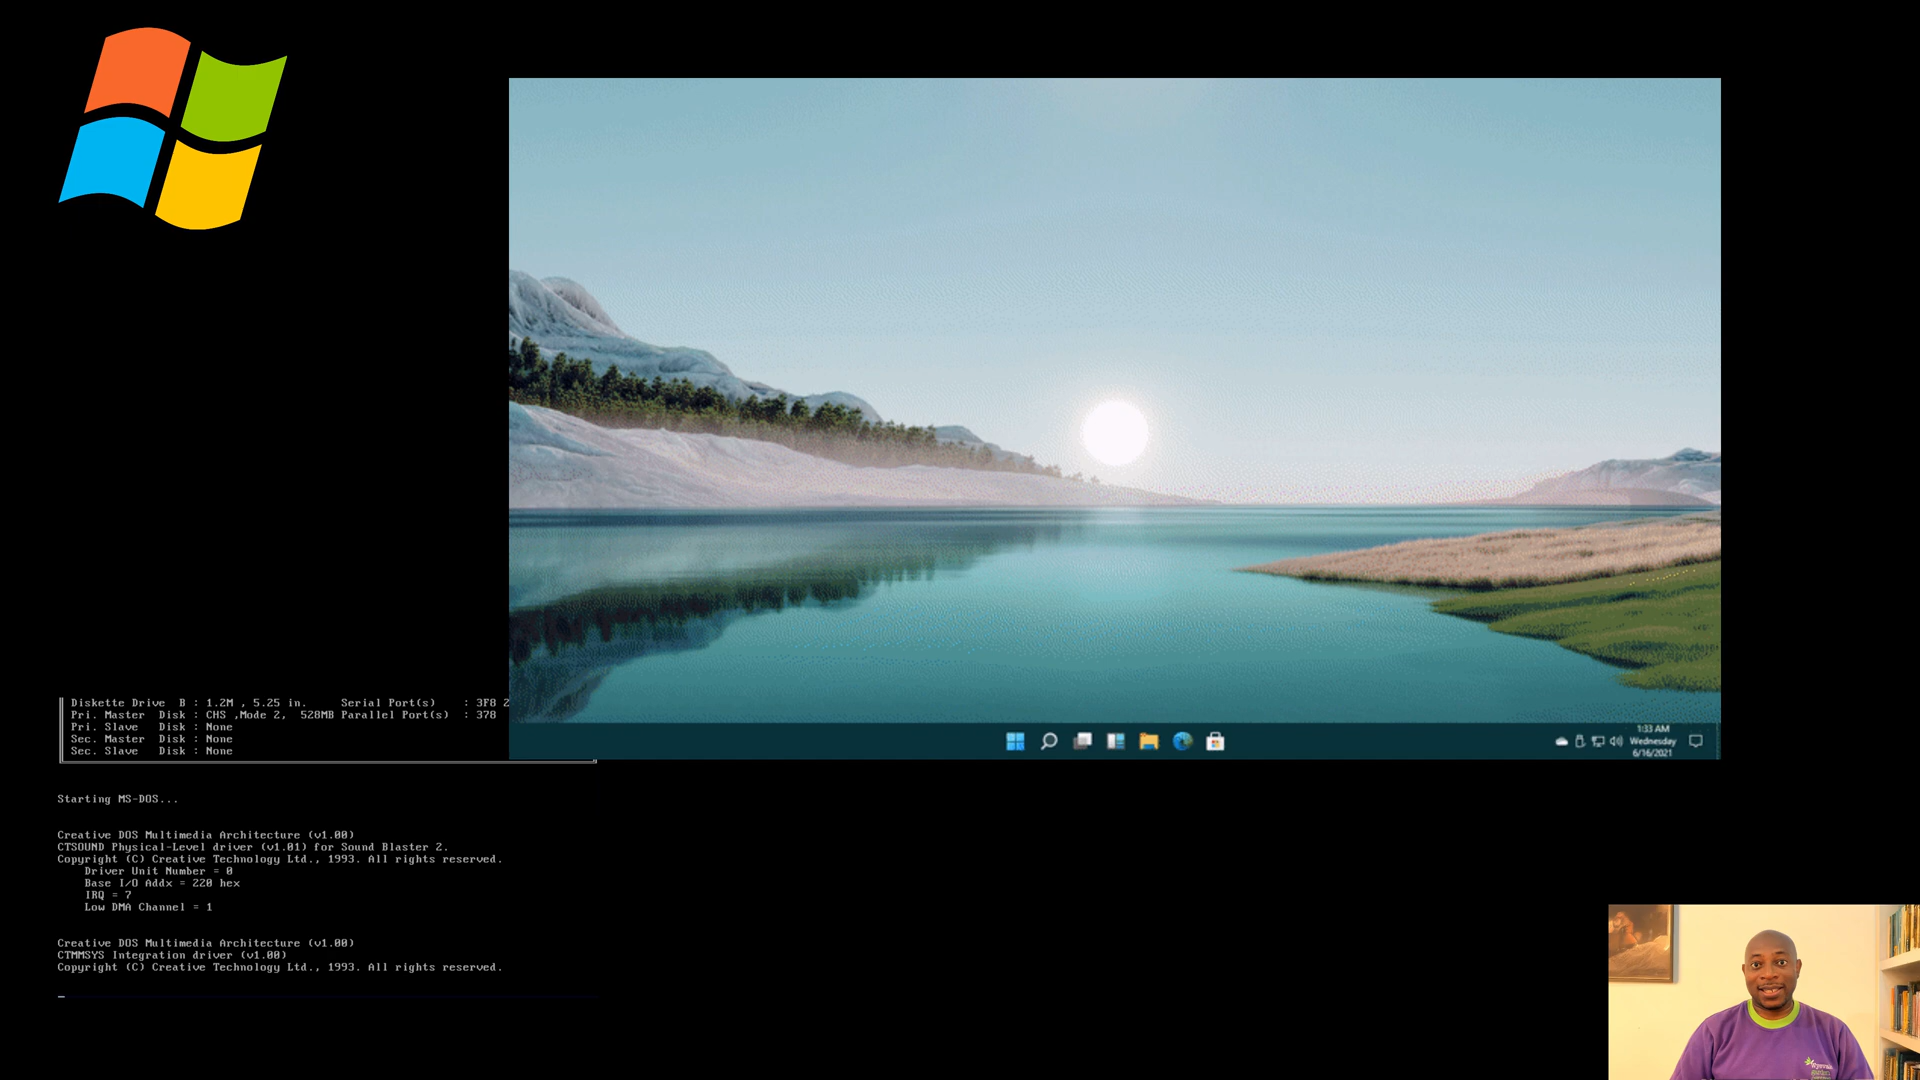 Diskette Drive  B : 1.2M , 5.25 in.     Serial Port(s)    : 3F8 2
Pri. Master  Disk : CHS ,Mode 2,  528MB Parallel Port(s)  : 378
Pri. Slave   Disk : None
Sec. Master  Disk : None
Sec. Slave   Disk : None
Starting MS-DOS...
Creative DOS Multimedia Architecture (v1.00)
CTSOUND Physical-Level driver (v1.01) for Sound Blaster 2.
Copyright (C) Creative Technology Ltd., 1993. All rights reserved.
Driver Unit Number = 0
Base I/O Addx = 220 hex
IRQ = 7
Low DMA Channel = 1
Creative DOS Multimedia Architecture (v1.00)
CTMMSYS Integration driver (v1.00)
Copyright (C) Creative Technology Ltd., 1993. All rights reserved.
1:33 AM
Wednesday
6/16/2021